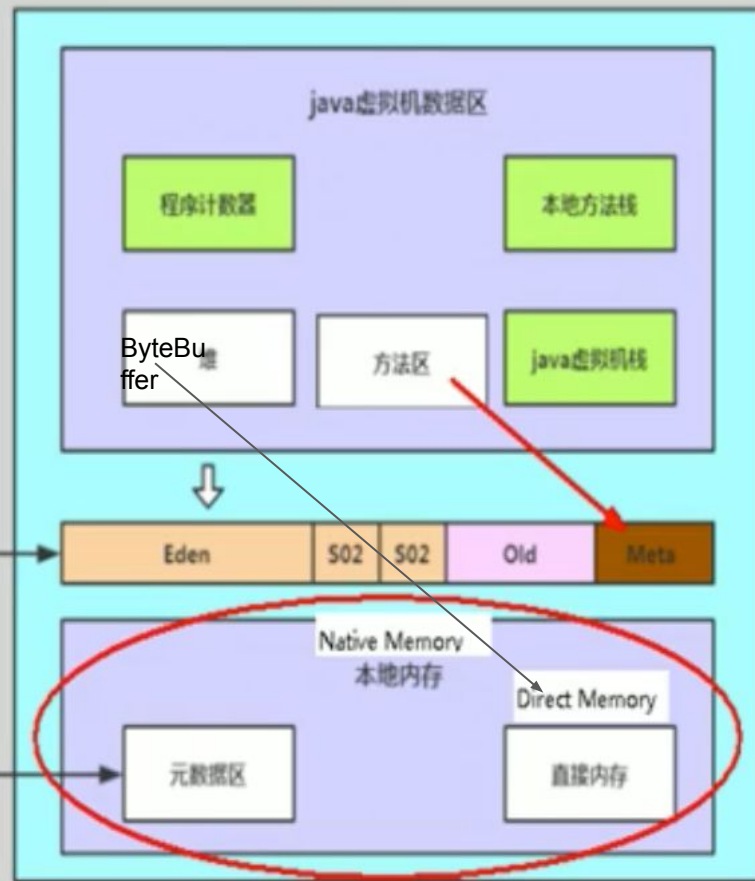 java虚拟机数据区
程序计数器
本地方法栈
ByteBu
ffer
堆
方法区
java虚拟机栈
Eden
S02
S02
Old
Meta
Native Memory
本地内存
Direct Memory
元数据区
直接内存